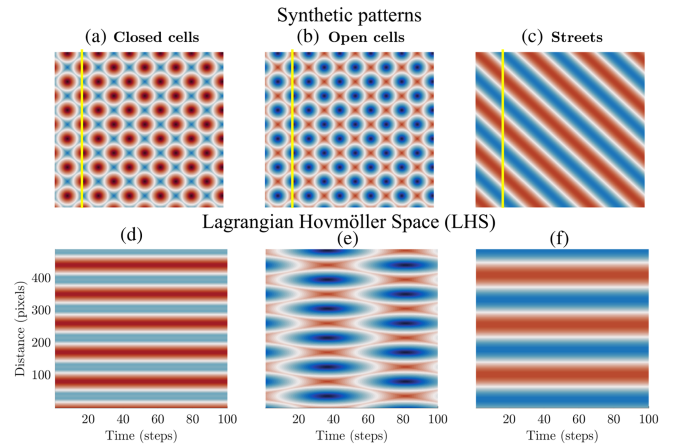 Synthetic patterns
(a) Closed cells
(b) Open cells
(c) Streets
Lagrangian Hovmöller Space (LHS)
(d)
(e)
(f)
Distance (pixels)
400
300
200
100
20 40 60 80 100
20 40 60 80 100
20 40 60 80 100
Time (steps)
Time (steps)
Time (steps)